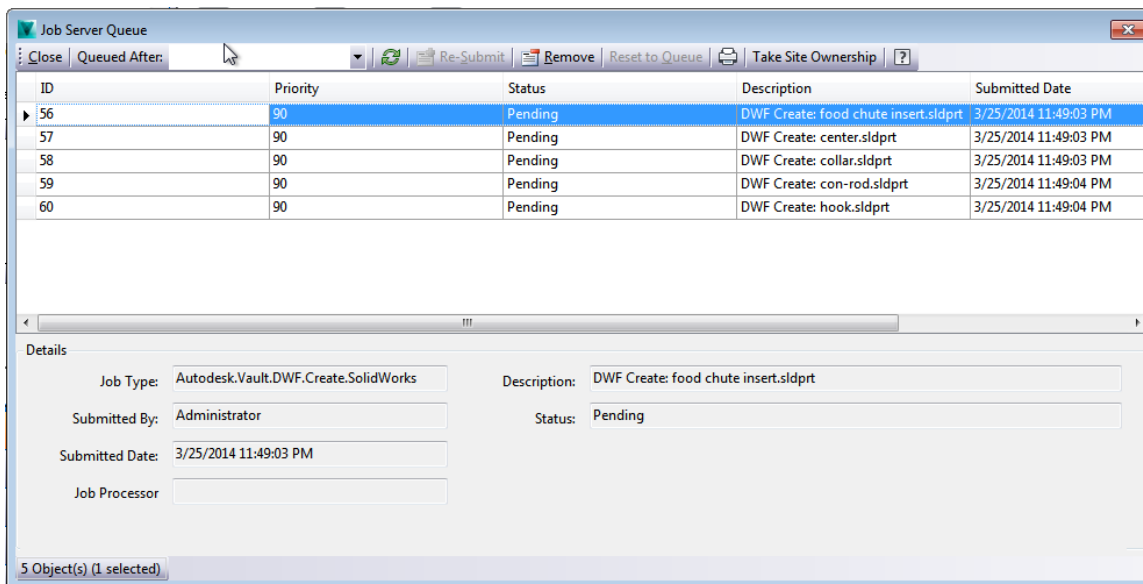 Job Server Queue
Close Queued After: Re-Submit Remove Reset to Queue Take Site Ownership ?
ID Priority Status Description Submitted Date
56 90 Pending DWF Create: food chute insert.sldprt 3/25/2014 11:49:03 PM
57 90 Pending DWF Create: center.sldprt 3/25/2014 11:49:03 PM
58 90 Pending DWF Create: collar.sldprt 3/25/2014 11:49:03 PM
59 90 Pending DWF Create: con-rod.sldprt 3/25/2014 11:49:04 PM
60 90 Pending DWF Create: hook.sldprt 3/25/2014 11:49:04 PM
Details
Job Type: Autodesk.Vault.DWF.Create.SolidWorks Description: DWF Create: food chute insert.sldprt
Submitted By: Administrator Status: Pending
Submitted Date: 3/25/2014 11:49:03 PM
Job Processor
5 Object(s) (1 selected)